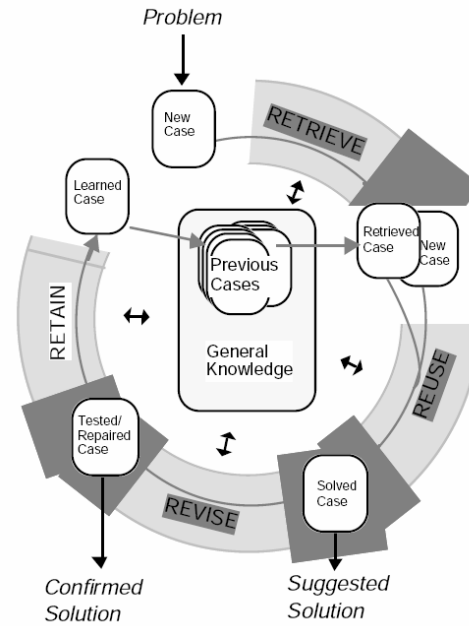 Problem
New
Case
RETRIEVE
Learned
Case
Retrieved
Case
New
Case
Previous
Cases
General
Knowledge
RETAIN
REUSE
Tested/
Repaired
Case
REVISE
Solved
Case
Confirmed
Solution
Suggested
Solution